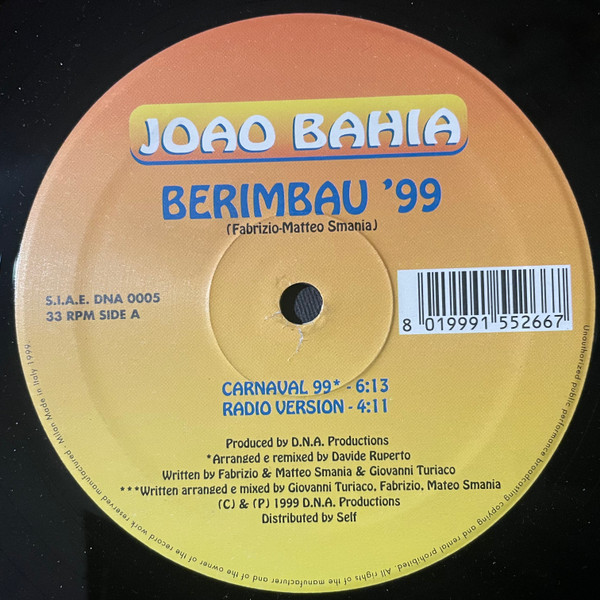 JOAO BAHIA
BERIMBAU '99
(Fabrizio-Matteo Smania)
S.I.A.E. DNA 0005
33 RPM SIDE A
8 019991 552667
CARNAVAL 99* - 6:13
RADIO VERSION - 4:11
Produced by D.N.A. Productions
*Arranged e remixed by Davide Ruperto
Written by Fabrizio & Matteo Smania & Giovanni Turiaco
***Written arranged e mixed by Giovanni Turiaco, Fabrizio, Mateo Smania
(C) & (P) 1999 D.N.A. Productions
Distributed by Self
Unauthorized public performance broadcasting copying and rental prohibited. All rights of the manufacturer and of the owner of the record work reserved
manufactured - Milan Made in Italy 1999.